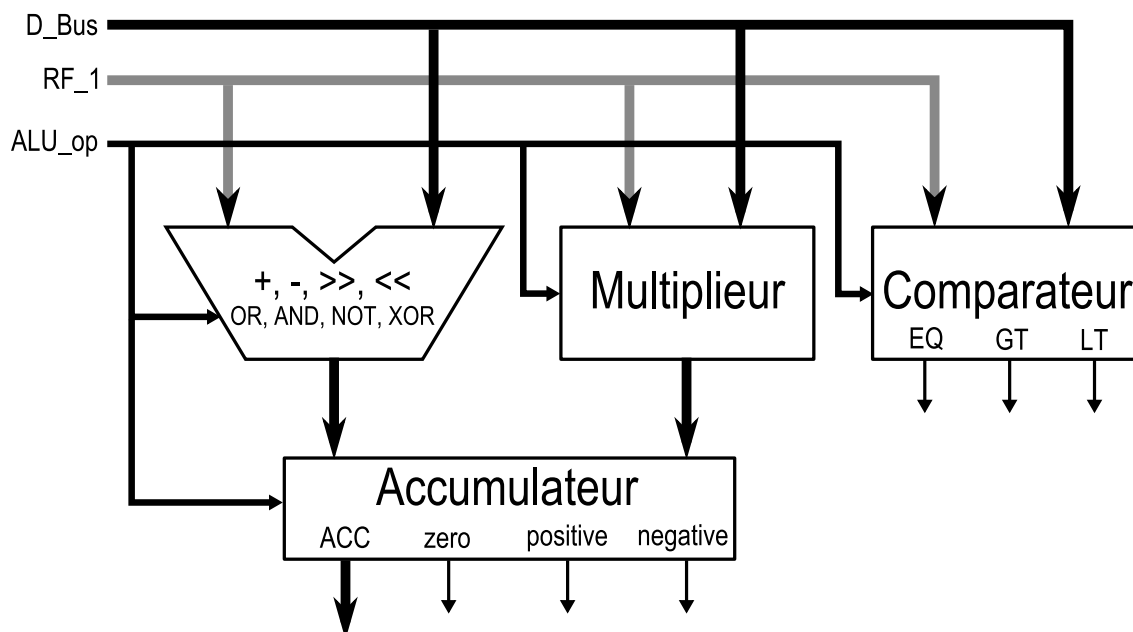 D_Bus
RF_1
ALU_op
+, -, >>, <<
OR, AND, NOT, XOR
Multiplieur
Comparateur
EQ GT LT
Accumulateur
ACC zero positive negative